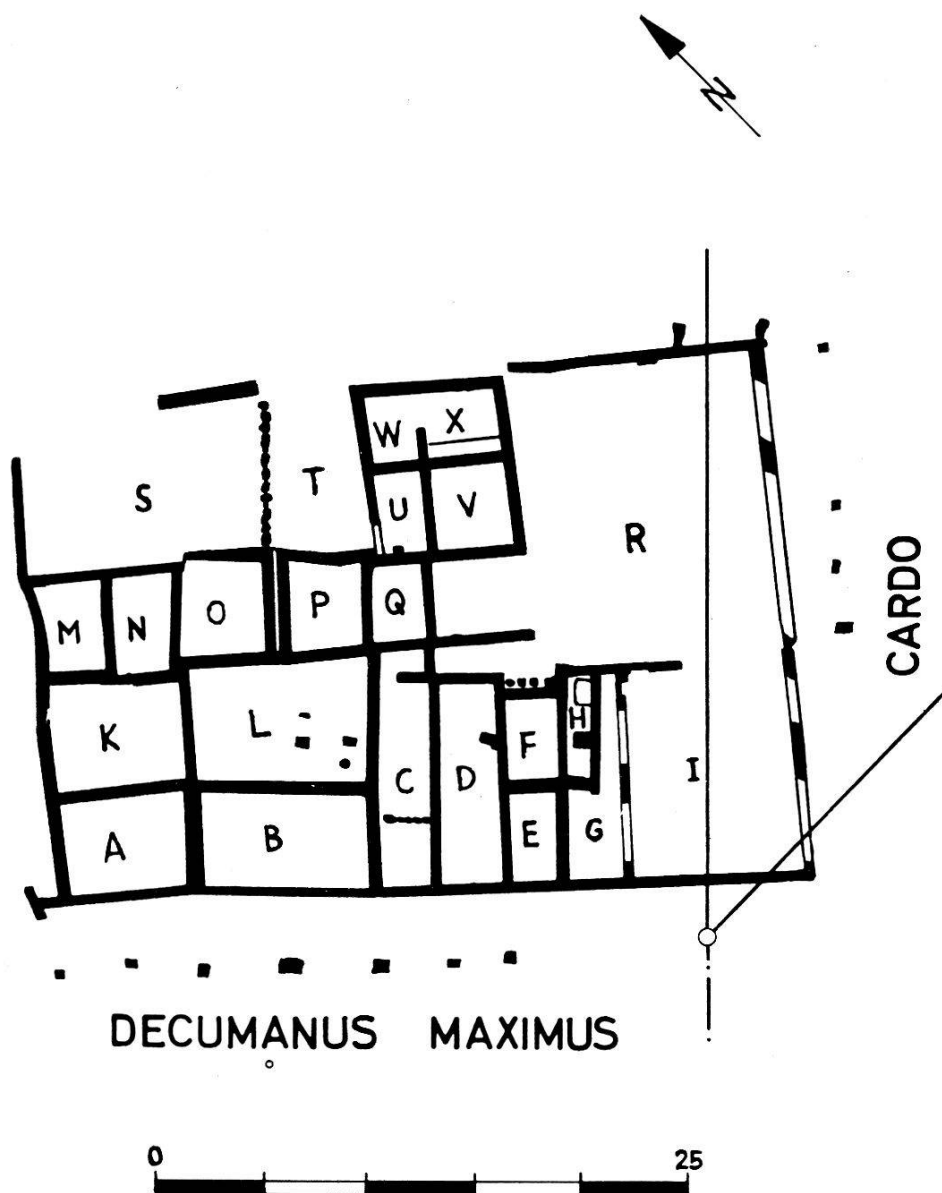 N
W X
S T U V
R
M N O P Q
CARDO
K L C D F H I
A B E G
DECUMANUS MAXIMUS
0 25